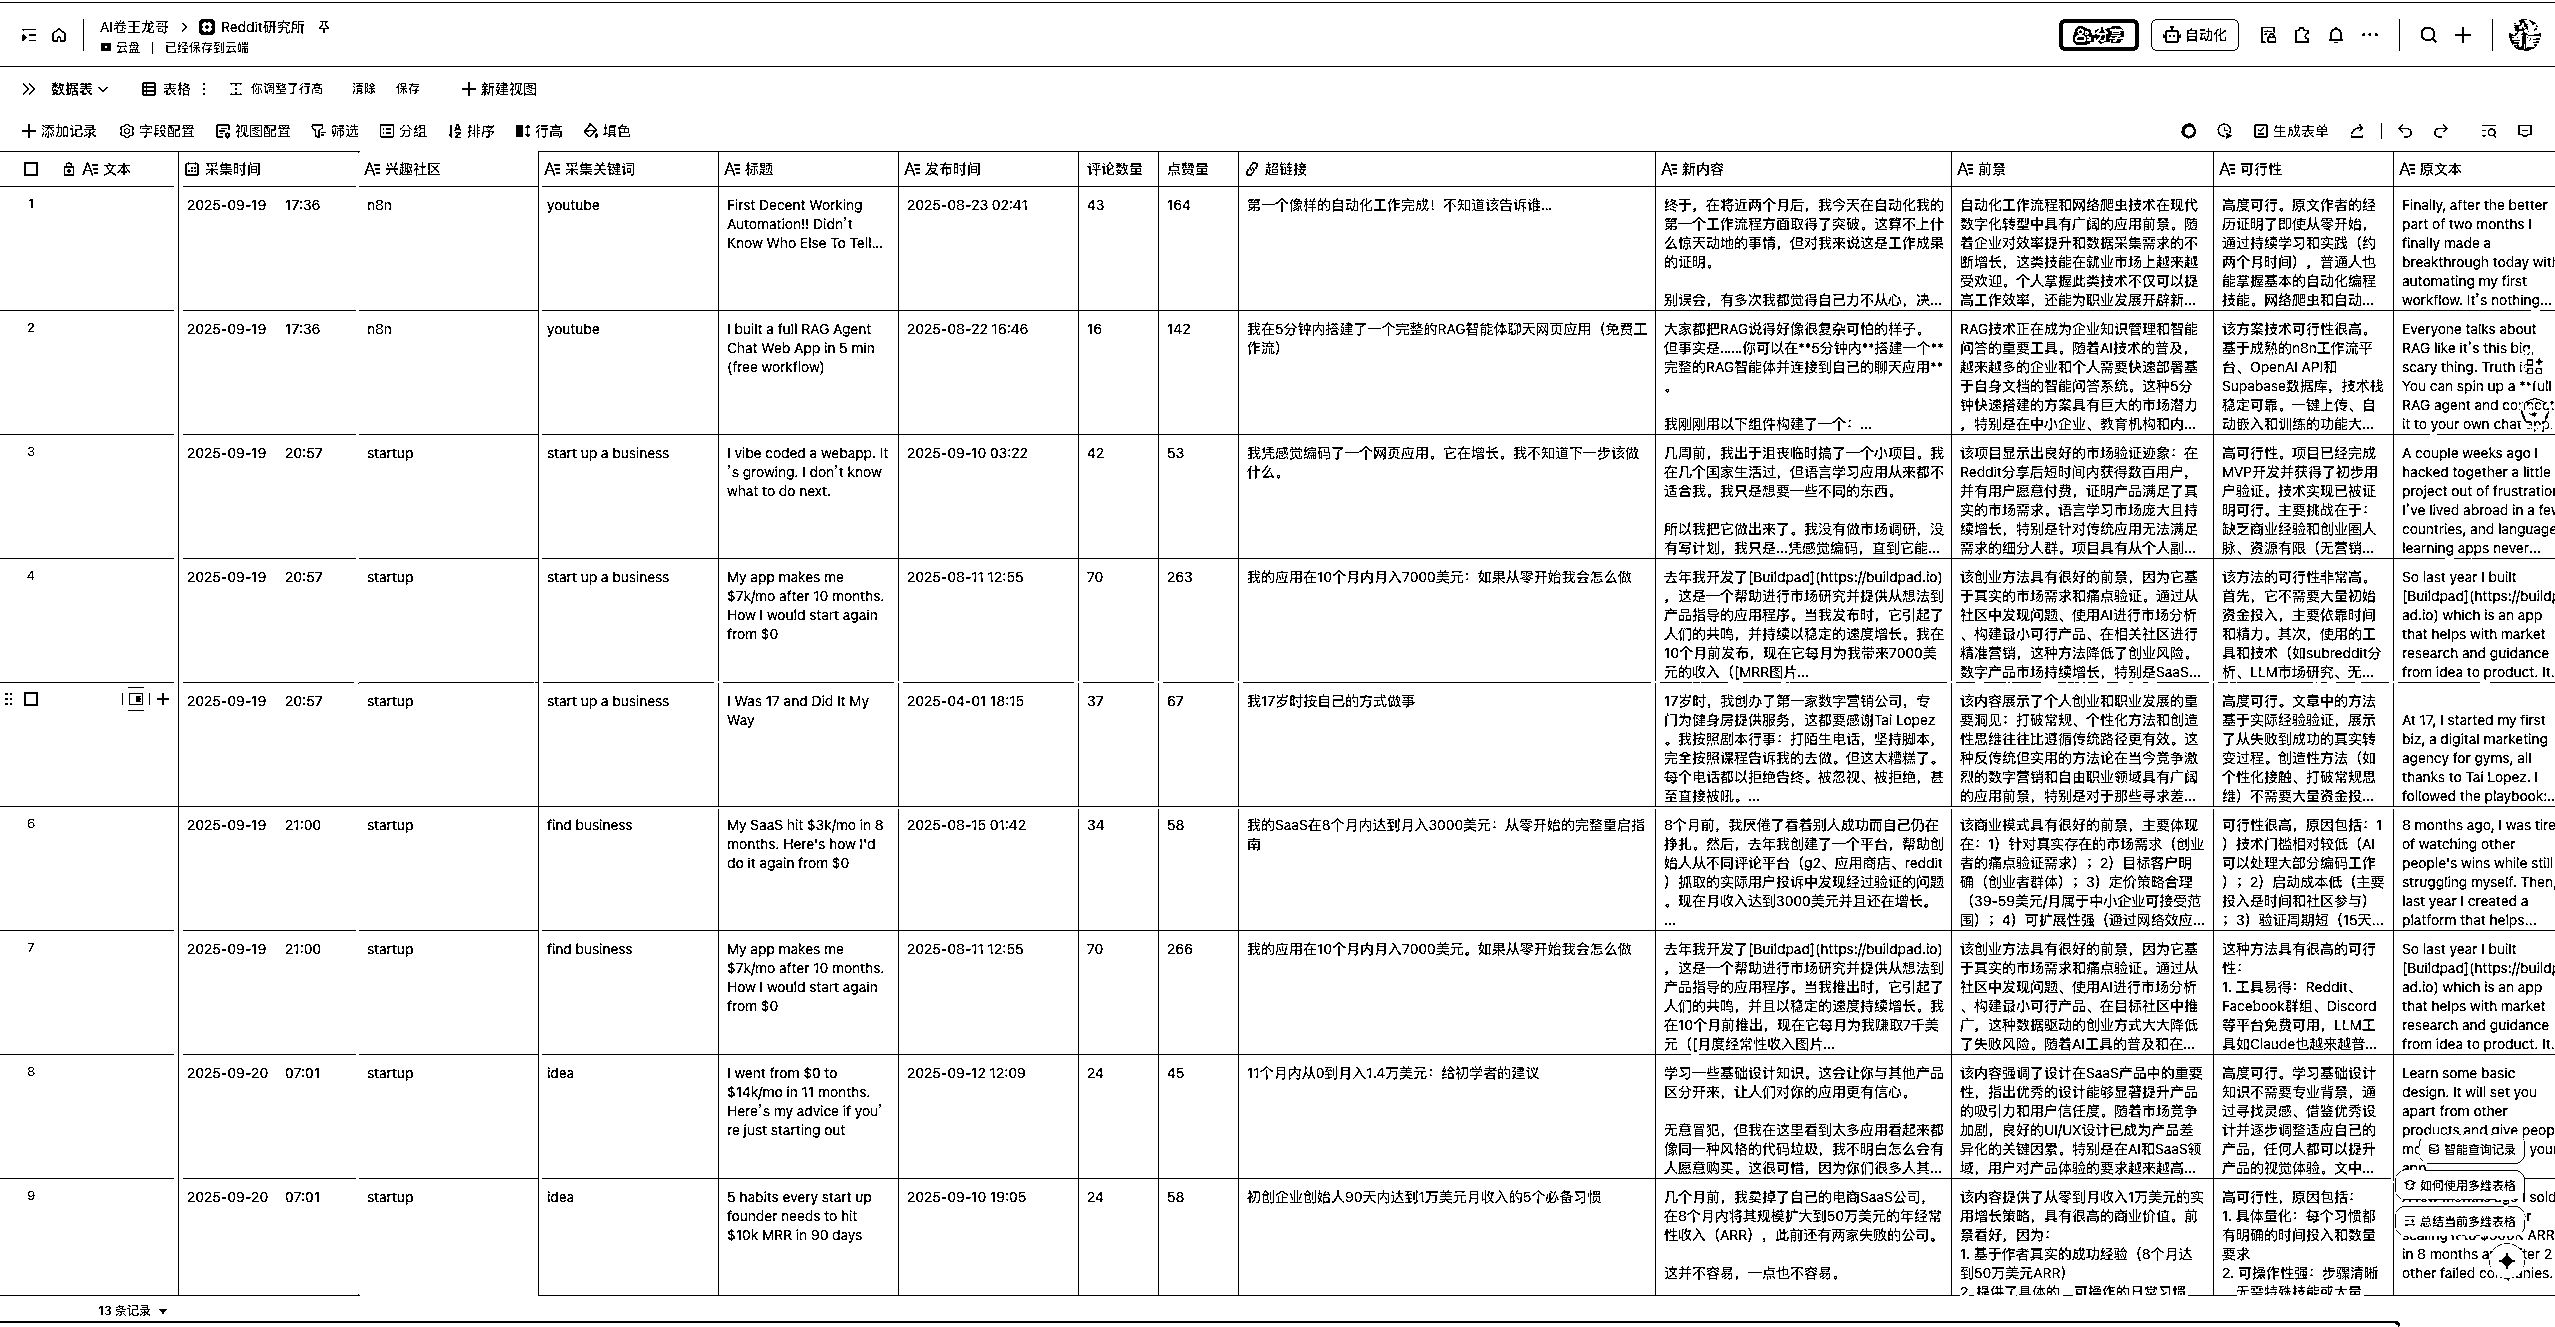 AI卷王龙哥 > Reddit研究所
云盘 | 已经保存到云端
分享 自动化
数据表 表格 你调整了行高 清除 保存 + 新建视图
+ 添加记录 字段配置 视图配置 筛选 分组 排序 行高 填色 生成表单
文本 采集时间 兴趣社区 采集关键词 标题 发布时间 评论数量 点赞量 超链接 新内容 前景 可行性 原文本
1
2025-09-19 17:36
n8n
youtube
First Decent Working
Automation!! Didn't
Know Who Else To Tell...
2025-08-23 02:41
43
164
第一个像样的自动化工作完成！不知道该告诉谁...
终于，在将近两个月后，我今天在自动化我的
第一个工作流程方面取得了突破。这算不上什
么惊天动地的事情，但对我来说这是工作成果
的证明。
别误会，有多次我都觉得自己力不从心，决...
自动化工作流程和网络爬虫技术在现代
数字化转型中具有广阔的应用前景。随
着企业对效率提升和数据采集需求的不
断增长，这类技能在就业市场上越来越
受欢迎。个人掌握此类技术不仅可以提
高工作效率，还能为职业发展开辟新...
高度可行。原文作者的经
历证明了即使从零开始，
通过持续学习和实践（约
两个月时间），普通人也
能掌握基本的自动化编程
技能。网络爬虫和自动...
Finally, after the better
part of two months I
finally made a
breakthrough today with
automating my first
workflow. It's nothing...
2
2025-09-19 17:36
n8n
youtube
I built a full RAG Agent
Chat Web App in 5 min
(free workflow)
2025-08-22 16:46
16
142
我在5分钟内搭建了一个完整的RAG智能体聊天网页应用（免费工
作流）
大家都把RAG说得好像很复杂可怕的样子。
但事实是……你可以在**5分钟内**搭建一个**
完整的RAG智能体并连接到自己的聊天应用**
。
我刚刚用以下组件构建了一个：...
RAG技术正在成为企业知识管理和智能
问答的重要工具。随着AI技术的普及，
越来越多的企业和个人需要快速部署基
于自身文档的智能问答系统。这种5分
钟快速搭建的方案具有巨大的市场潜力
，特别是在中小企业、教育机构和内...
该方案技术可行性很高。
基于成熟的n8n工作流平
台、OpenAI API和
Supabase数据库，技术栈
稳定可靠。一键上传、自
动嵌入和训练的功能大...
Everyone talks about
RAG like it's this big,
scary thing. Truth is
You can spin up a **full
RAG agent and connect
it to your own chat app.
3
2025-09-19 20:57
startup
start up a business
I vibe coded a webapp. It
's growing. I don't know
what to do next.
2025-09-10 03:22
42
53
我凭感觉编码了一个网页应用。它在增长。我不知道下一步该做
什么。
几周前，我出于沮丧临时搞了一个小项目。我
在几个国家生活过，但语言学习应用从来都不
适合我。我只是想要一些不同的东西。
所以我把它做出来了。我没有做市场调研，没
有写计划，我只是...凭感觉编码，直到它能...
该项目显示出良好的市场验证迹象：在
Reddit分享后短时间内获得数百用户，
并有用户愿意付费，证明产品满足了真
实的市场需求。语言学习市场庞大且持
续增长，特别是针对传统应用无法满足
需求的细分人群。项目具有从个人副...
高可行性。项目已经完成
MVP开发并获得了初步用
户验证。技术实现已被证
明可行。主要挑战在于：
缺乏商业经验和创业圈人
脉、资源有限（无营销...
A couple weeks ago I
hacked together a little
project out of frustration
I've lived abroad in a few
countries, and language
learning apps never...
4
2025-09-19 20:57
startup
start up a business
My app makes me
$7k/mo after 10 months.
How I would start again
from $0
2025-08-11 12:55
70
263
我的应用在10个月内月入7000美元：如果从零开始我会怎么做
去年我开发了[Buildpad](https://buildpad.io)
，这是一个帮助进行市场研究并提供从想法到
产品指导的应用程序。当我发布时，它引起了
人们的共鸣，并持续以稳定的速度增长。我在
10个月前发布，现在它每月为我带来7000美
元的收入（[MRR图片...
该创业方法具有很好的前景，因为它基
于真实的市场需求和痛点验证。通过从
社区中发现问题、使用AI进行市场分析
、构建最小可行产品、在相关社区进行
精准营销，这种方法降低了创业风险。
数字产品市场持续增长，特别是SaaS...
该方法的可行性非常高。
首先，它不需要大量初始
资金投入，主要依靠时间
和精力。其次，使用的工
具和技术（如subreddit分
析、LLM市场研究、无...
So last year I built
[Buildpad](https://buildp
ad.io) which is an app
that helps with market
research and guidance
from idea to product. It...
2025-09-19 20:57
startup
start up a business
I Was 17 and Did It My
Way
2025-04-01 18:15
37
67
我17岁时按自己的方式做事
17岁时，我创办了第一家数字营销公司，专
门为健身房提供服务，这都要感谢Tai Lopez
。我按照剧本行事：打陌生电话，坚持脚本，
完全按照课程告诉我的去做。但这太糟糕了。
每个电话都以拒绝告终。被忽视、被拒绝，甚
至直接被吼。...
该内容展示了个人创业和职业发展的重
要洞见：打破常规、个性化方法和创造
性思维往往比遵循传统路径更有效。这
种反传统但实用的方法论在当今竞争激
烈的数字营销和自由职业领域具有广阔
的应用前景，特别是对于那些寻求差...
高度可行。文章中的方法
基于实际经验验证，展示
了从失败到成功的真实转
变过程。创造性方法（如
个性化接触、打破常规思
维）不需要大量资金投...
At 17, I started my first
biz, a digital marketing
agency for gyms, all
thanks to Tai Lopez. I
followed the playbook:...
6
2025-09-19 21:00
startup
find business
My SaaS hit $3k/mo in 8
months. Here's how I'd
do it again from $0
2025-08-15 01:42
34
58
我的SaaS在8个月内达到月入3000美元：从零开始的完整重启指
南
8个月前，我厌倦了看着别人成功而自己仍在
挣扎。然后，去年我创建了一个平台，帮助创
始人从不同评论平台（g2、应用商店、reddit
）抓取的实际用户投诉中发现经过验证的问题
。现在月收入达到3000美元并且还在增长。
...
该商业模式具有很好的前景，主要体现
在：1）针对真实存在的市场需求（创业
者的痛点验证需求）；2）目标客户明
确（创业者群体）；3）定价策略合理
（39-59美元/月属于中小企业可接受范
围）；4）可扩展性强（通过网络效应...
可行性很高，原因包括：1
）技术门槛相对较低（AI
可以处理大部分编码工作
）；2）启动成本低（主要
投入是时间和社区参与）
；3）验证周期短（15天...
8 months ago, I was tire
of watching other
people's wins while still
struggling myself. Then,
last year I created a
platform that helps...
7
2025-09-19 21:00
startup
find business
My app makes me
$7k/mo after 10 months.
How I would start again
from $0
2025-08-11 12:55
70
266
我的应用在10个月内月入7000美元。如果从零开始我会怎么做
去年我开发了[Buildpad](https://buildpad.io)
，这是一个帮助进行市场研究并提供从想法到
产品指导的应用程序。当我推出时，它引起了
人们的共鸣，并且以稳定的速度持续增长。我
在10个月前推出，现在它每月为我赚取7千美
元（[月度经常性收入图片...
该创业方法具有很好的前景，因为它基
于真实的市场需求和痛点验证。通过从
社区中发现问题、使用AI进行市场分析
、构建最小可行产品、在目标社区中推
广，这种数据驱动的创业方式大大降低
了失败风险。随着AI工具的普及和在...
这种方法具有很高的可行
性：
1. 工具易得：Reddit、
Facebook群组、Discord
等平台免费可用，LLM工
具如Claude也越来越普...
So last year I built
[Buildpad](https://buildp
ad.io) which is an app
that helps with market
research and guidance
from idea to product. It...
8
2025-09-20 07:01
startup
idea
I went from $0 to
$14k/mo in 11 months.
Here's my advice if you'
re just starting out
2025-09-12 12:09
24
45
11个月内从0到月入1.4万美元：给初学者的建议
学习一些基础设计知识。这会让你与其他产品
区分开来，让人们对你的应用更有信心。
无意冒犯，但我在这里看到太多应用看起来都
像同一种风格的代码垃圾，我不明白怎么会有
人愿意购买。这很可惜，因为你们很多人其...
该内容强调了设计在SaaS产品中的重要
性，指出优秀的设计能够显著提升产品
的吸引力和用户信任度。随着市场竞争
加剧，良好的UI/UX设计已成为产品差
异化的关键因素。特别是在AI和SaaS领
域，用户对产品体验的要求越来越高...
高度可行。学习基础设计
知识不需要专业背景，通
过寻找灵感、借鉴优秀设
计并逐步调整适应自己的
产品，任何人都可以提升
产品的视觉体验。文中...
Learn some basic
design. It will set you
apart from other
products and give peop
your
app
智能查询记录
9
2025-09-20 07:01
startup
idea
5 habits every start up
founder needs to hit
$10k MRR in 90 days
2025-09-10 19:05
24
58
初创企业创始人90天内达到1万美元月收入的5个必备习惯
几个月前，我卖掉了自己的电商SaaS公司，
在8个月内将其规模扩大到50万美元的年经常
性收入（ARR），此前还有两家失败的公司。
这并不容易，一点也不容易。
该内容提供了从零到月收入1万美元的实
用增长策略，具有很高的商业价值。前
景看好，因为：
1. 基于作者真实的成功经验（8个月达
到50万美元ARR）
2. 提供了具体的、可操作的日常习惯
高可行性，原因包括：
1. 具体量化：每个习惯都
有明确的时间投入和数量
要求
2. 可操作性强：步骤清晰
，无需特殊技能或大量
如何使用多维表格
sold
总结当前多维表格
ARR
in 8 months after 2
other failed companies.
13 条记录